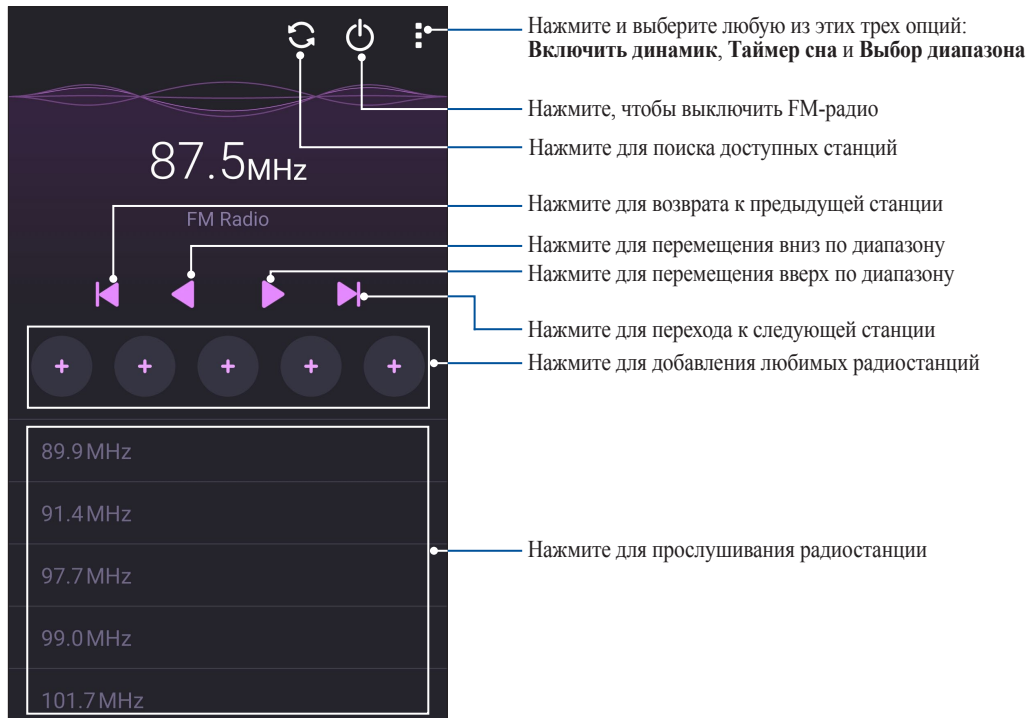 Нажмите и выберите любую из этих трех опций:
Включить динамик, Таймер сна и Выбор диапазона
Нажмите, чтобы выключить FM-радио
Нажмите для поиска доступных станций
87.5MHz
FM Radio
Нажмите для возврата к предыдущей станции
Нажмите для перемещения вниз по диапазону
Нажмите для перемещения вверх по диапазону
Нажмите для перехода к следующей станции
Нажмите для добавления любимых радиостанций
+ + + + +
89.9MHz
91.4MHz
Нажмите для прослушивания радиостанции
97.7MHz
99.0MHz
101.7MHz